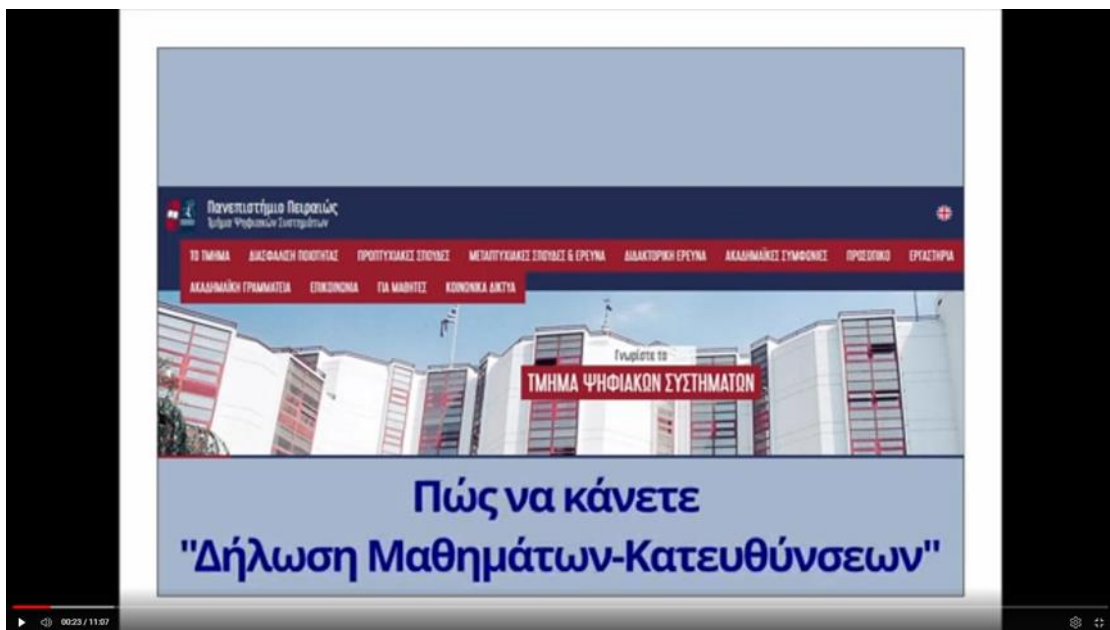 Πανεπιστήμιο Πειραιώς
Τμήμα Ψηφιακών Συστημάτων
ΤΟ ΤΜΗΜΑ ΔΙΑΣΦΑΛΙΣΗ ΠΟΙΟΤΗΤΑΣ ΠΡΟΠΤΥΧΙΑΚΕΣ ΣΠΟΥΔΕΣ ΜΕΤΑΠΤΥΧΙΑΚΕΣ ΣΠΟΥΔΕΣ & ΕΡΕΥΝΑ ΔΙΔΑΚΤΟΡΙΚΗ ΕΡΕΥΝΑ ΑΚΑΔΗΜΑΪΚΕΣ ΣΥΜΦΩΝΙΕΣ ΠΡΟΣΩΠΙΚΟ ΕΡΓΑΣΤΗΡΙΑ
ΑΚΑΔΗΜΑΪΚΗ ΓΡΑΜΜΑΤΕΙΑ ΕΠΙΚΟΙΝΩΝΙΑ ΓΙΑ ΜΑΘΗΤΕΣ ΚΟΙΝΩΝΙΚΑ ΔΙΚΤΥΑ
Γνωρίστε το
ΤΜΗΜΑ ΨΗΦΙΑΚΩΝ ΣΥΣΤΗΜΑΤΩΝ
Πώς να κάνετε
"Δήλωση Μαθημάτων-Κατευθύνσεων"
00:23 / 11:07